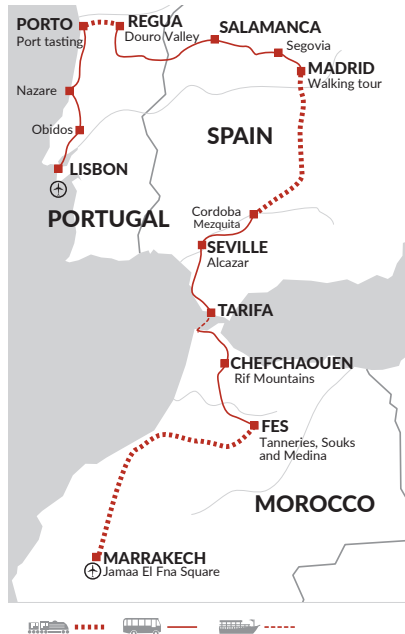 PORTO
Port tasting
REGUA
Douro Valley
SALAMANCA
Segovia
MADRID
Walking tour
Nazare
Obidos
SPAIN
LISBON
PORTUGAL
Cordoba
Mezquita
SEVILLE
Alcazar
TARIFA
CHEFCHAOUEN
Rif Mountains
FES
Tanneries, Souks
and Medina
MOROCCO
MARRAKECH
Jamaa El Fna Square